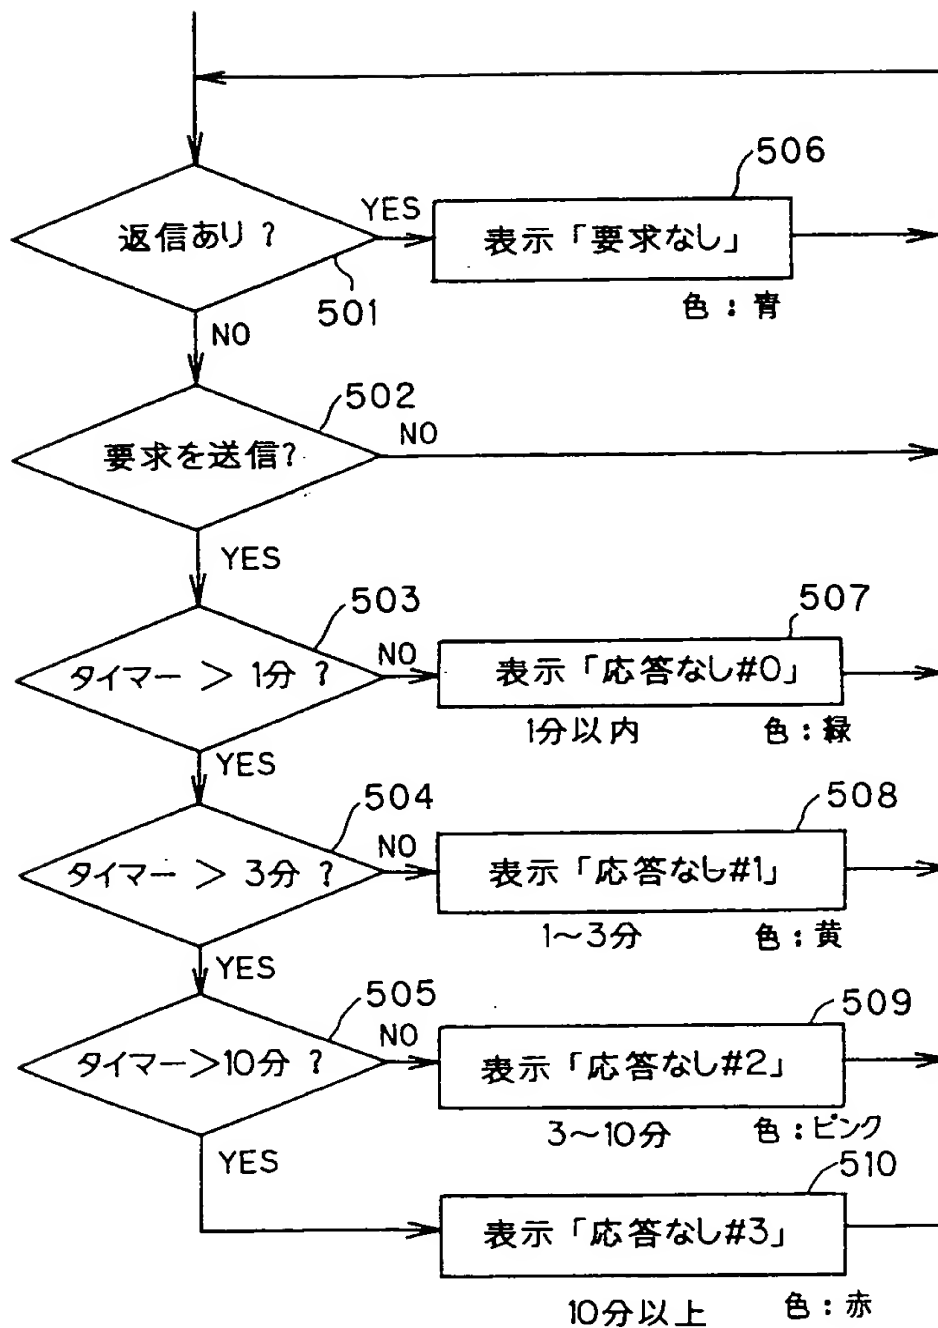 506
返信あり ?
YES
表示「要求なし」
501
色 : 青
NO
502
要求を送信?
NO
YES
503
507
タイマー > 1分 ?
NO
表示「応答なし#0」
1分以内
色 : 緑
YES
504
508
タイマー > 3分 ?
NO
表示「応答なし#1」
1~3分
色 : 黄
YES
505
509
タイマー>10分 ?
NO
表示「応答なし#2」
3~10分
色 : ピンク
YES
510
表示「応答なし#3」
10分以上
色 : 赤